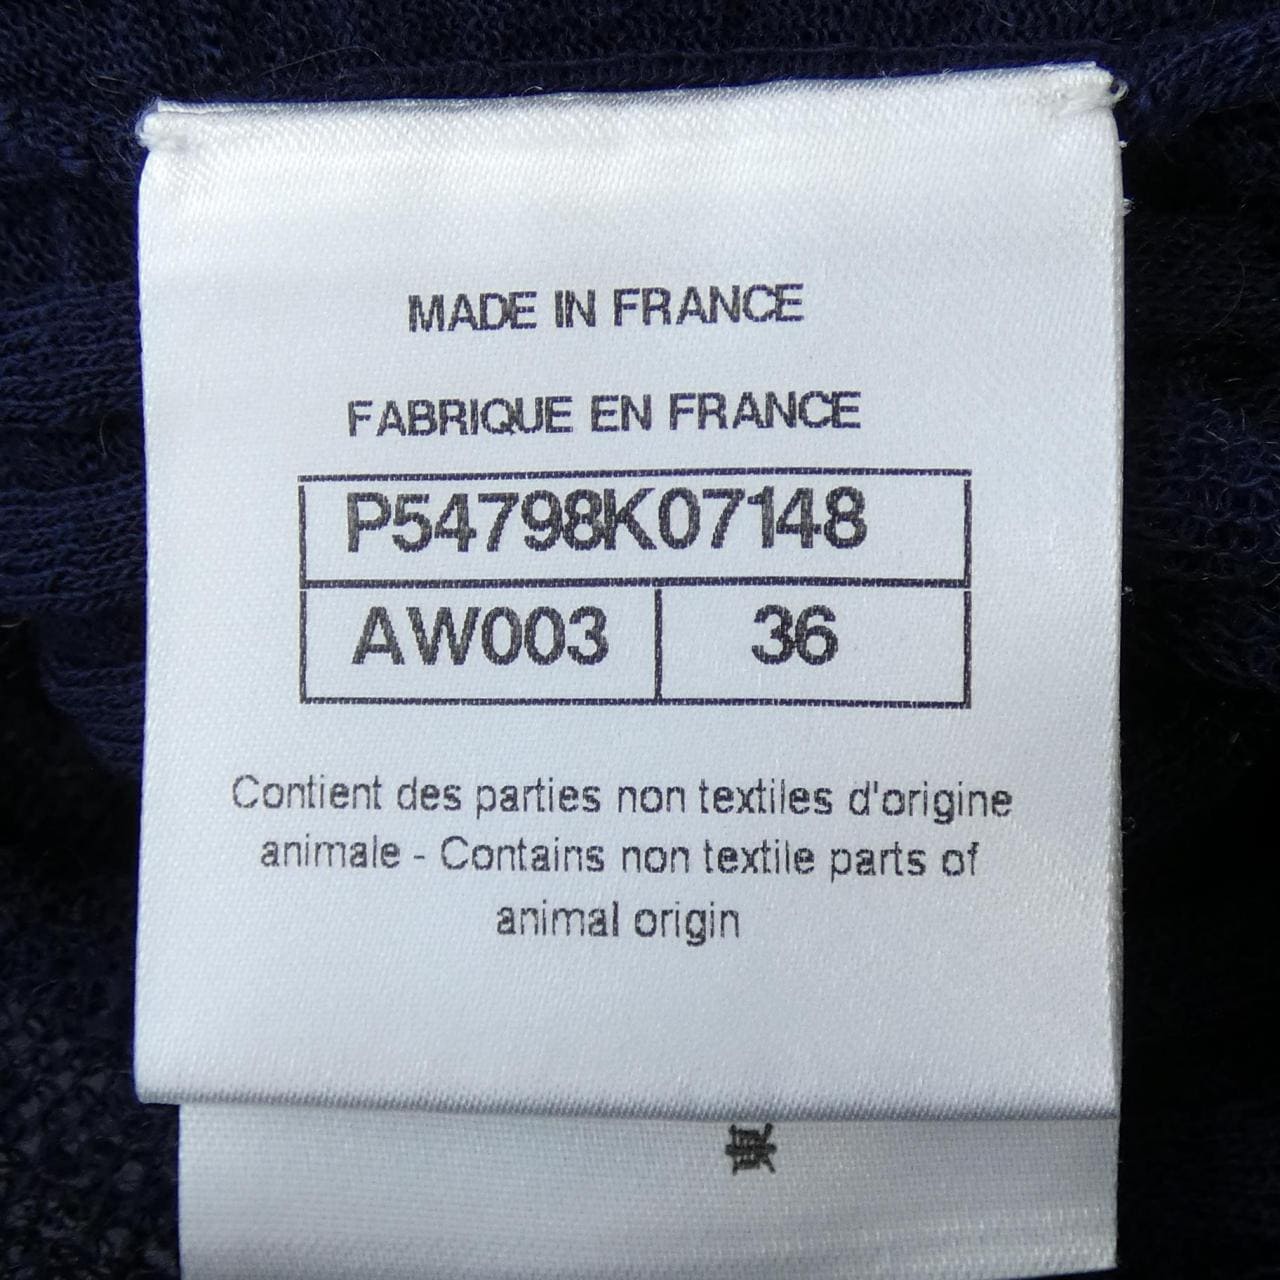 MADE IN FRANCE
FABRIQUE EN FRANCE
P54798K07148
AW003 36
Contient des parties non textiles d'origine
animale - Contains non textile parts of
animal origin
東